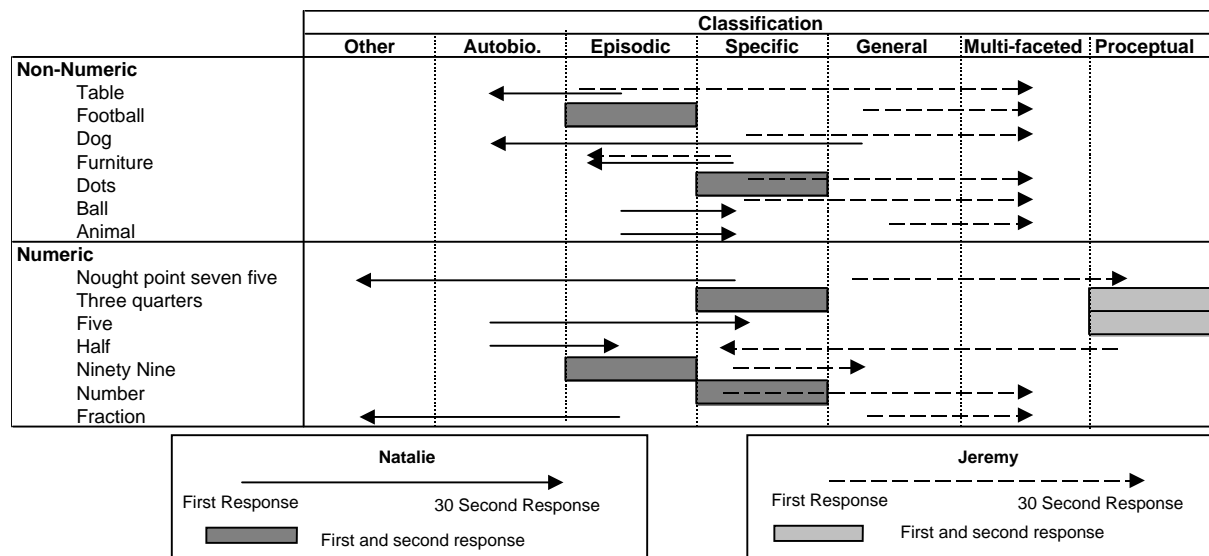 Classification
Other Autobio. Episodic Specific General Multi-faceted Proceptual
Non-Numeric
Table
Football
Dog
Furniture
Dots
Ball
Animal
Numeric
Nought point seven five
Three quarters
Five
Half
Ninety Nine
Number
Fraction
Natalie
First Response 30 Second Response
First and second response
Jeremy
First Response 30 Second Response
First and second response